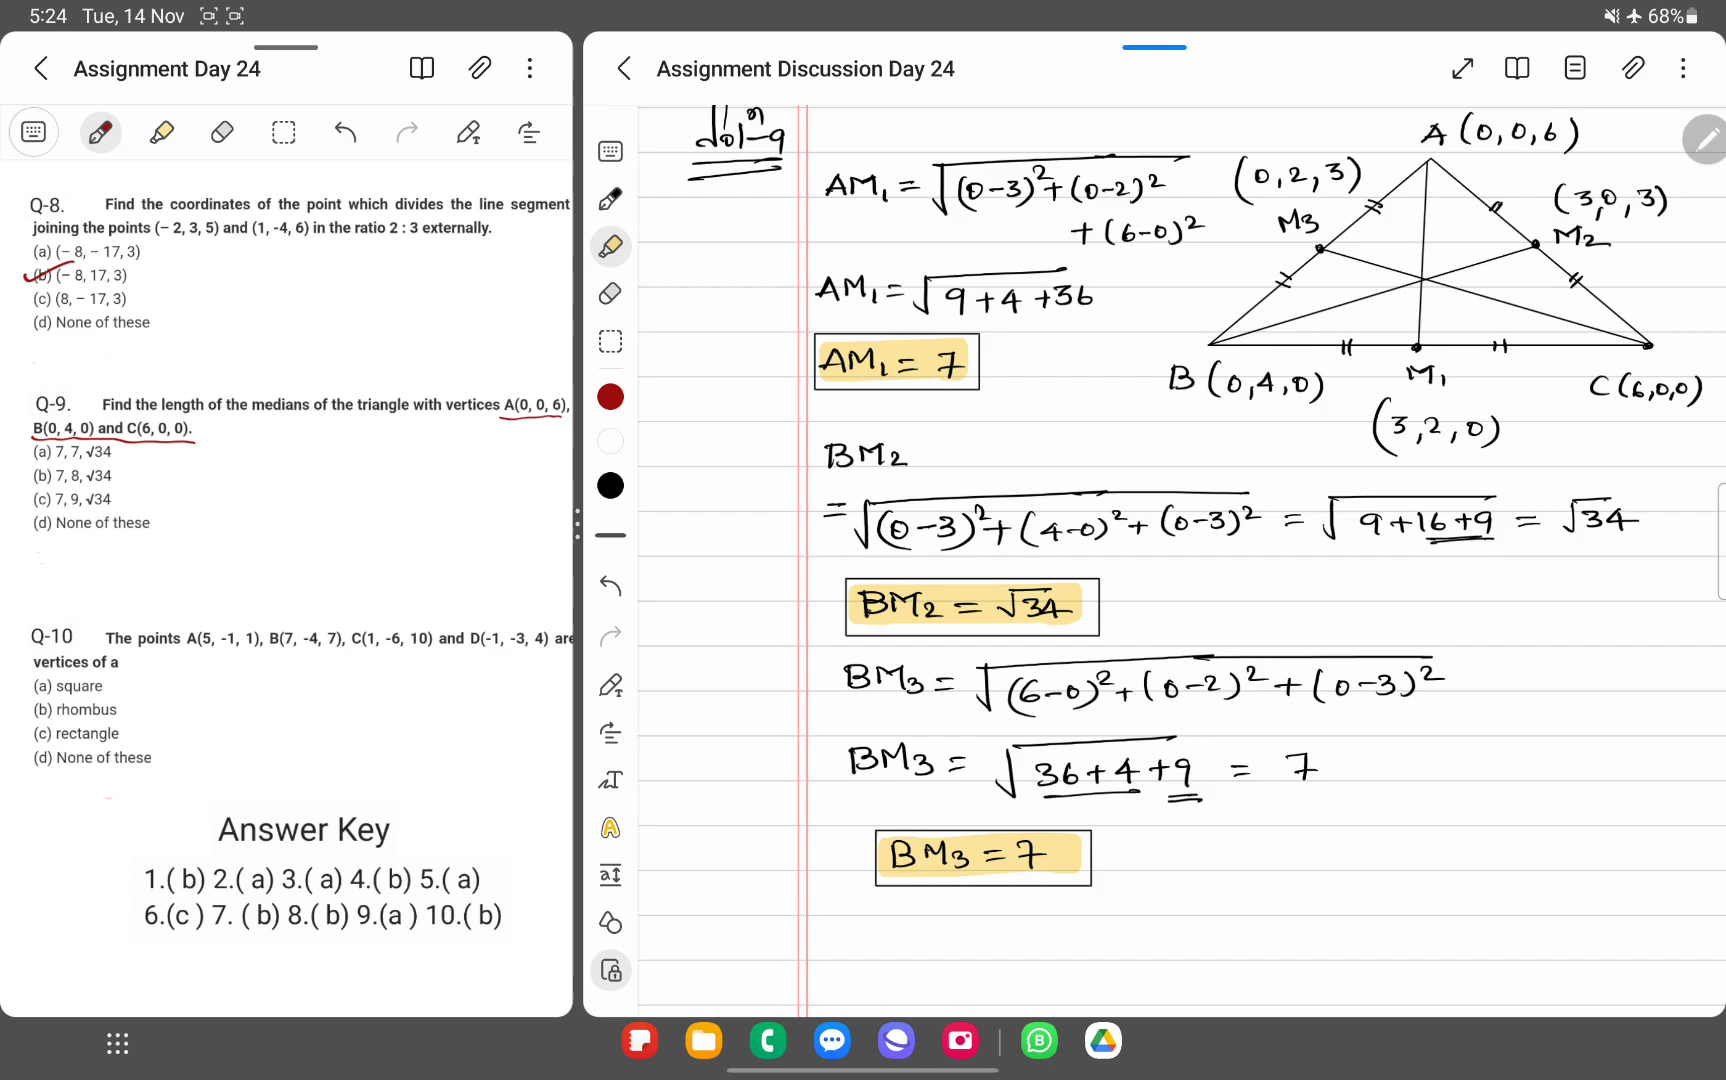 5:24 Tue, 14 Nov
68%
Assignment Day 24
Q-8. Find the coordinates of the point which divides the line segment
joining the points (– 2, 3, 5) and (1, -4, 6) in the ratio 2 : 3 externally.
(a) (– 8, – 17, 3)
(b) (– 8, 17, 3)
(c) (8, – 17, 3)
(d) None of these
Q-9. Find the length of the medians of the triangle with vertices A(0, 0, 6),
B(0, 4, 0) and C(6, 0, 0).
(a) 7, 7, √34
(b) 7, 8, √34
(c) 7, 9, √34
(d) None of these
Q-10 The points A(5, -1, 1), B(7, -4, 7), C(1, -6, 10) and D(-1, -3, 4) are
vertices of a
(a) square
(b) rhombus
(c) rectangle
(d) None of these
Answer Key
1.( b) 2.( a) 3.( a) 4.( b) 5.( a)
6.(c ) 7. ( b) 8.( b) 9.(a ) 10.( b)
Assignment Discussion Day 24
Sol^n-9
AM1 = √(0-3)²+(0-2)²
+(6-0)²
AM1 = √9+4+36
AM1 = 7
A (0,0,6)
(0,2,3)
M3
(3,0,3)
M2
B (0,4,0)
M1
(3,2,0)
C (6,0,0)
BM2
= √(0-3)²+(4-0)²+(0-3)² = √9+16+9 = √34
BM2 = √34
BM3 = √(6-0)²+(0-2)²+(0-3)²
BM3 = √36+4+9 = 7
BM3 = 7